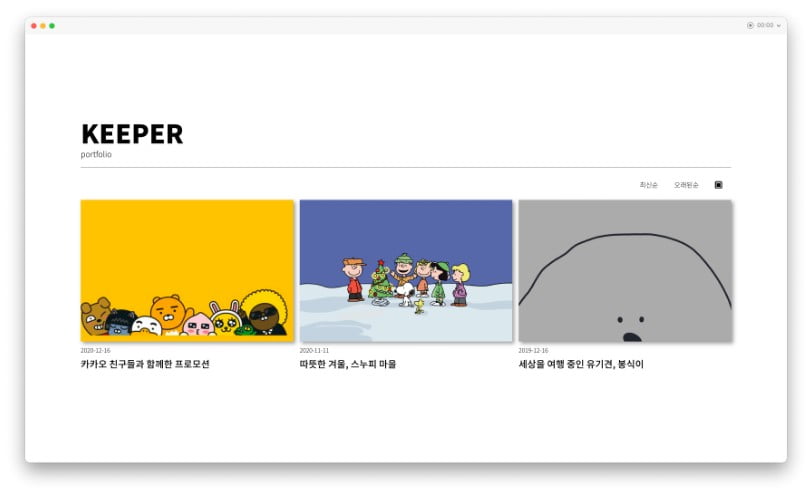 00:00
KEEPER
portfolio
최신순 오래된순
2020-12-16
카카오 친구들과 함께한 프로모션
2020-11-11
따뜻한 겨울, 스누피 마을
2019-12-16
세상을 여행 중인 유기견, 봉식이